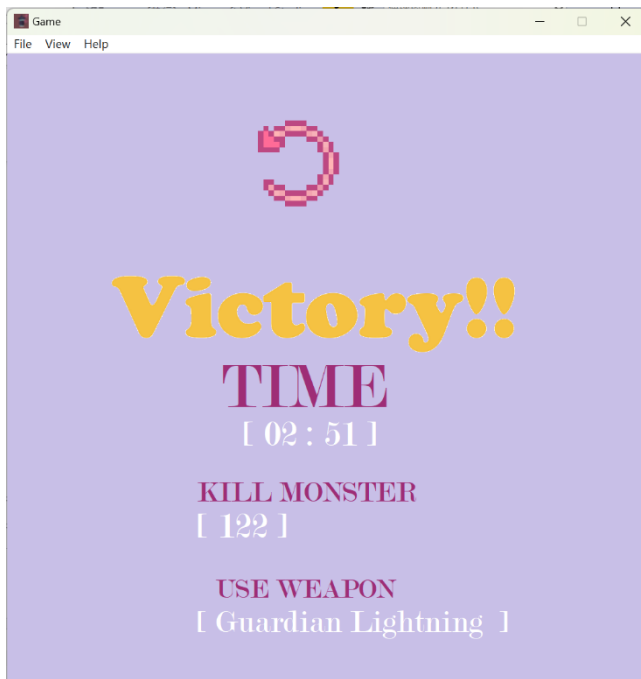 Game
File View Help
Victory!!
TIME
[ 02 : 51 ]
KILL MONSTER
[ 122 ]
USE WEAPON
[ Guardian Lightning ]